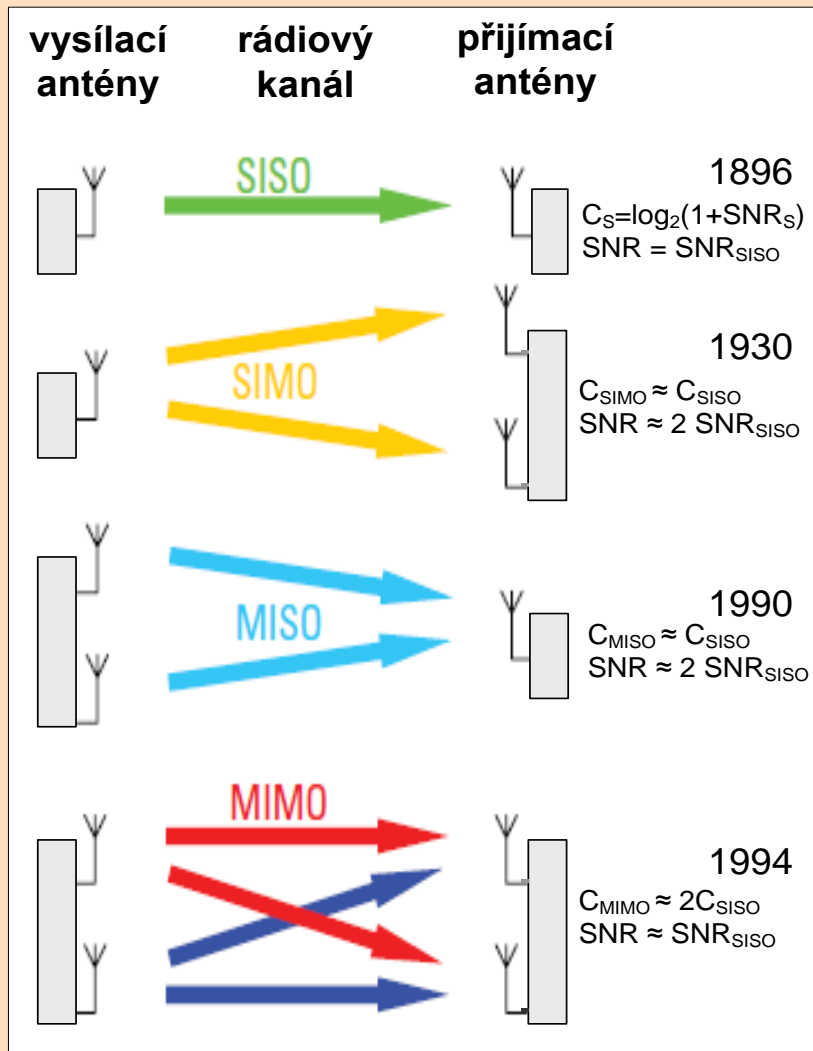 vysílací
antény
rádiový
kanál
přijímací
antény
SISO
1896
C_S=log_2(1+SNR_S)
SNR = SNR_SISO
SIMO
1930
C_SIMO ≈ C_SISO
SNR ≈ 2 SNR_SISO
MISO
1990
C_MISO ≈ C_SISO
SNR ≈ 2 SNR_SISO
MIMO
1994
C_MIMO ≈ 2C_SISO
SNR ≈ SNR_SISO